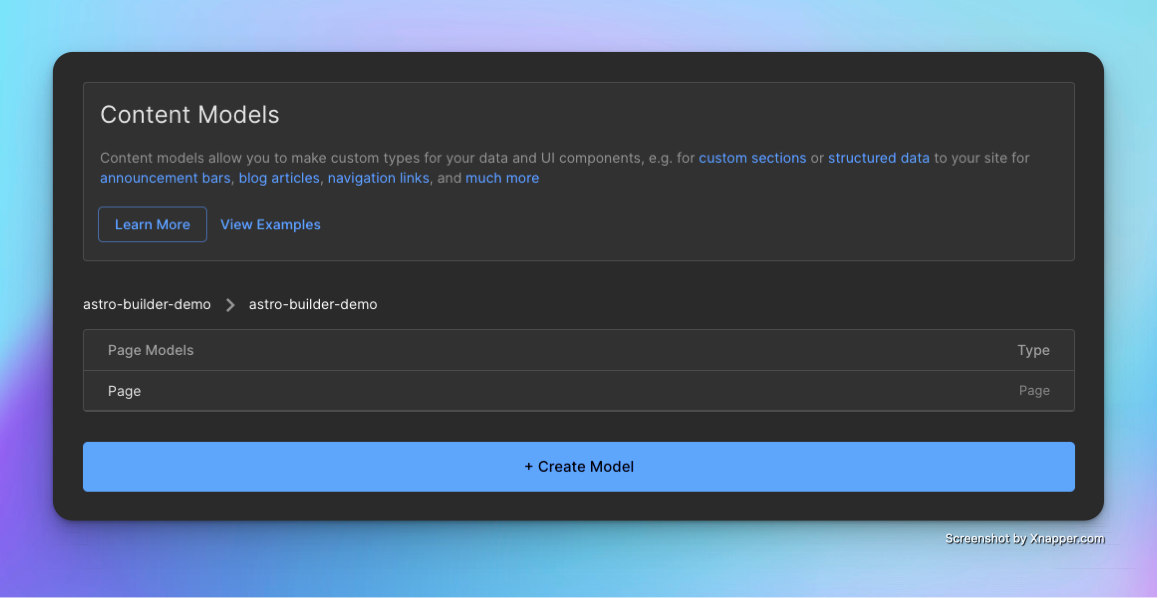 Content Models
Content models allow you to make custom types for your data and UI components, e.g. for custom sections or structured data to your site for
announcement bars, blog articles, navigation links, and much more
Learn More View Examples
astro-builder-demo > astro-builder-demo
Page Models Type
Page Page
+ Create Model
Screenshot by Xnapper.com